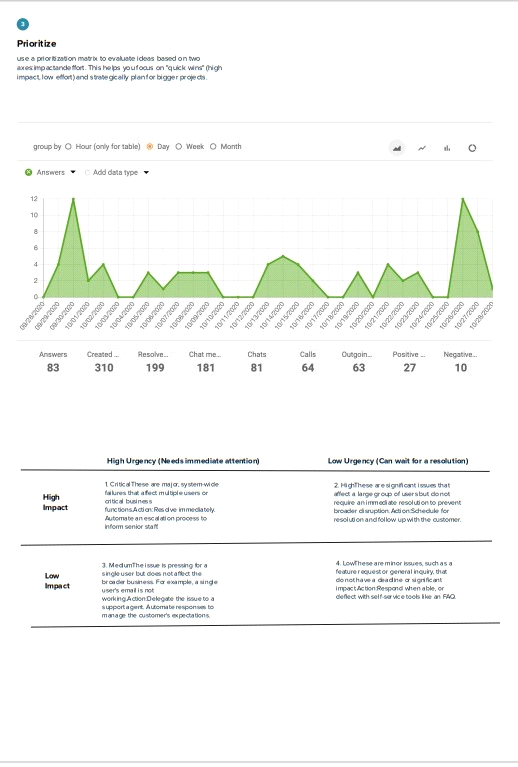 3
Prioritize
use a prioritization matrix to evaluate ideas based on two
axes:impactandeffort. This helps you focus on "quick wins" (high
impact, low effort) and strategically plan for bigger projects.
group by Hour (only for table) Day Week Month
Answers Add data type
12
10
8
6
4
2
0
09/28/2020 09/29/2020 09/30/2020 10/01/2020 10/02/2020 10/03/2020 10/04/2020 10/05/2020 10/06/2020 10/07/2020 10/08/2020 10/09/2020 10/10/2020 10/11/2020 10/12/2020 10/13/2020 10/14/2020 10/15/2020 10/16/2020 10/17/2020 10/18/2020 10/19/2020 10/20/2020 10/21/2020 10/22/2020 10/23/2020 10/24/2020 10/25/2020 10/26/2020 10/27/2020 10/28/2020
Answers Created ... Resolve... Chat me... Chats Calls Outgoin... Positive ... Negative...
83 310 199 181 81 64 63 27 10
High Urgency (Needs immediate attention) Low Urgency (Can wait for a resolution)
High
Impact
1. CriticalThese are major, system-wide
failures that affect multiple users or
critical business
functions.Action:Resolve immediately.
Automate an escalation process to
inform senior staff.
2. HighThese are significant issues that
affect a large group of users but do not
require an immediate resolution to prevent
broader disruption.Action:Schedule for
resolution and follow up with the customer.
Low
Impact
3. MediumThe issue is pressing for a
single user but does not affect the
broader business. For example, a single
user's email is not
working.Action:Delegate the issue to a
support agent. Automate responses to
manage the customer's expectations.
4. LowThese are minor issues, such as a
feature request or general inquiry, that
do not have a deadline or significant
impact.Action:Respond when able, or
deflect with self-service tools like an FAQ.